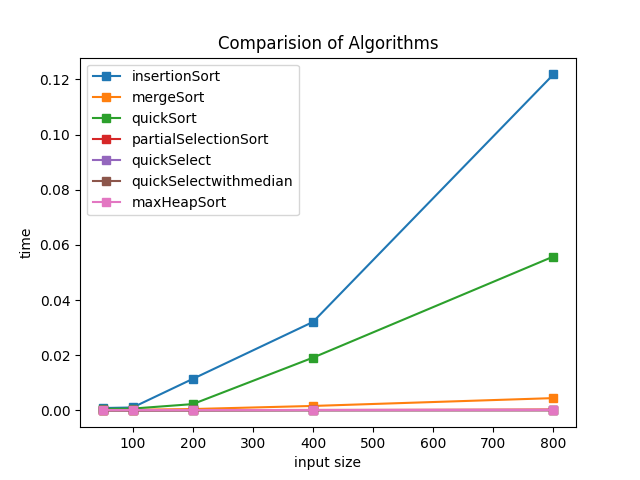 Comparision of Algorithms
insertionSort
mergeSort
quickSort
partialSelectionSort
quickSelect
quickSelectwithmedian
maxHeapSort
time
0.12
0.10
0.08
0.06
0.04
0.02
0.00
100 200 300 400 500 600 700 800
input size